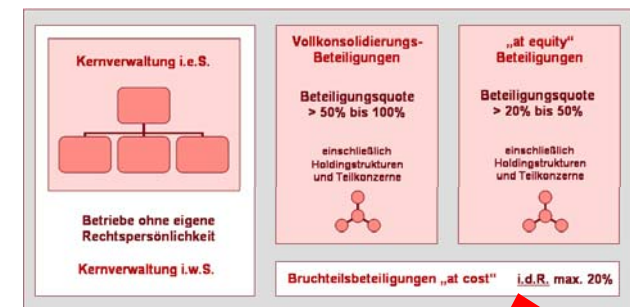 Kernverwaltung i.e.S.
Betriebe ohne eigene
Rechtspersönlichkeit
Kernverwaltung i.w.S.
Vollkonsolidierungs-
Beteiligungen
Beteiligungsquote
> 50% bis 100%
einschließlich
Holdingstrukturen
und Teilkonzerne
„at equity"
Beteiligungen
Beteiligungsquote
> 20% bis 50%
einschließlich
Holdingstrukturen
und Teilkonzerne
Bruchteilsbeteiligungen „at cost" i.d.R. max. 20%